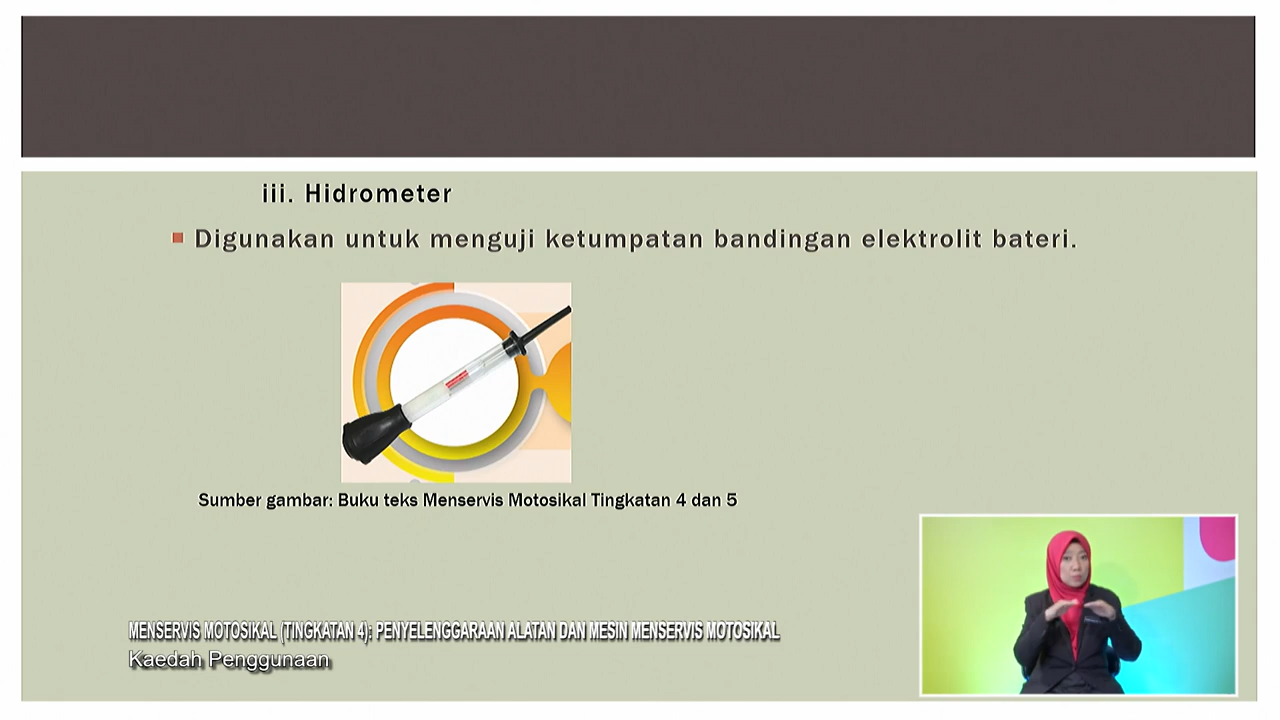 iii. Hidrometer
Digunakan untuk menguji ketumpatan bandingan elektrolit bateri.
Sumber gambar: Buku teks Menservis Motosikal Tingkatan 4 dan 5
MENSERVIS MOTOSIKAL (TINGKATAN 4): PENYELENGGARAAN ALATAN DAN MESIN MENSERVIS MOTOSIKAL
Kaedah Penggunaan